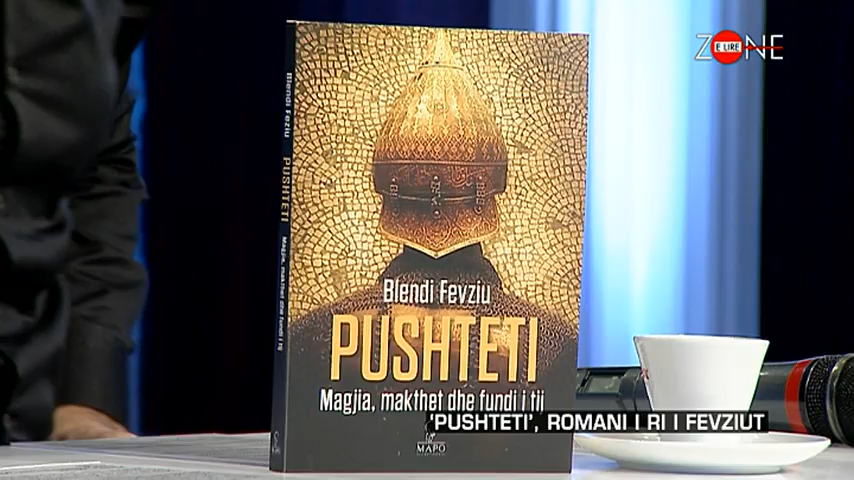 ZONE
E LIRE
Blendi Fevziu
PUSHTETI
Magjia, makthet dhe fundi i tij
MAPO
Blendi Feziu
PUSHTETI
Magjia, makthet dhe fundi i tij
'PUSHTETI', ROMANI I RI I FEVZIUT